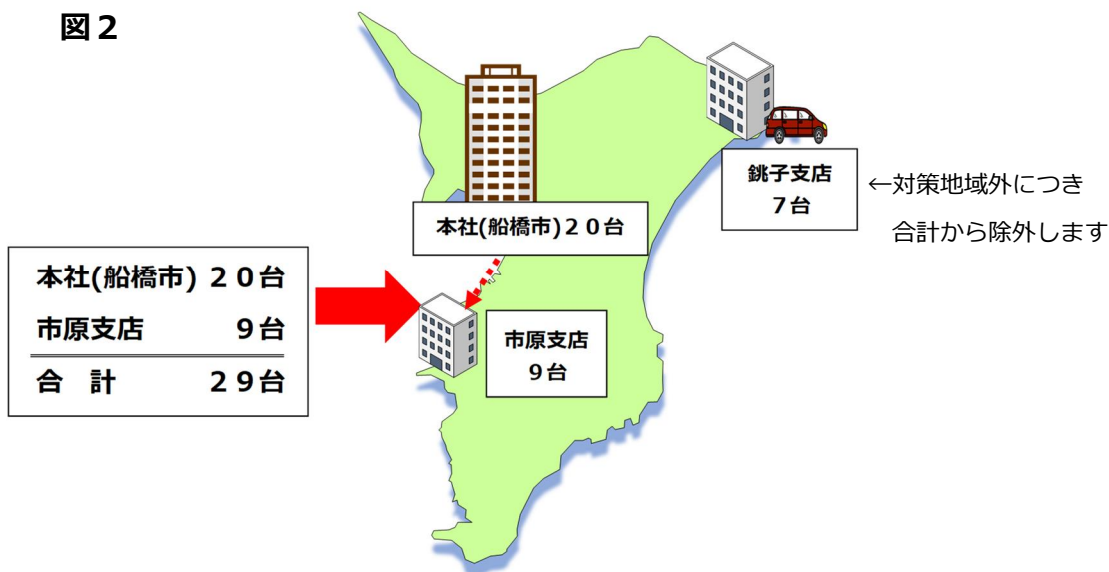 図２
銚子支店
７台
←対策地域外につき
合計から除外します
本社(船橋市)２０台
本社(船橋市) ２０台
市原支店 ９台
合 計 ２９台
市原支店
９台